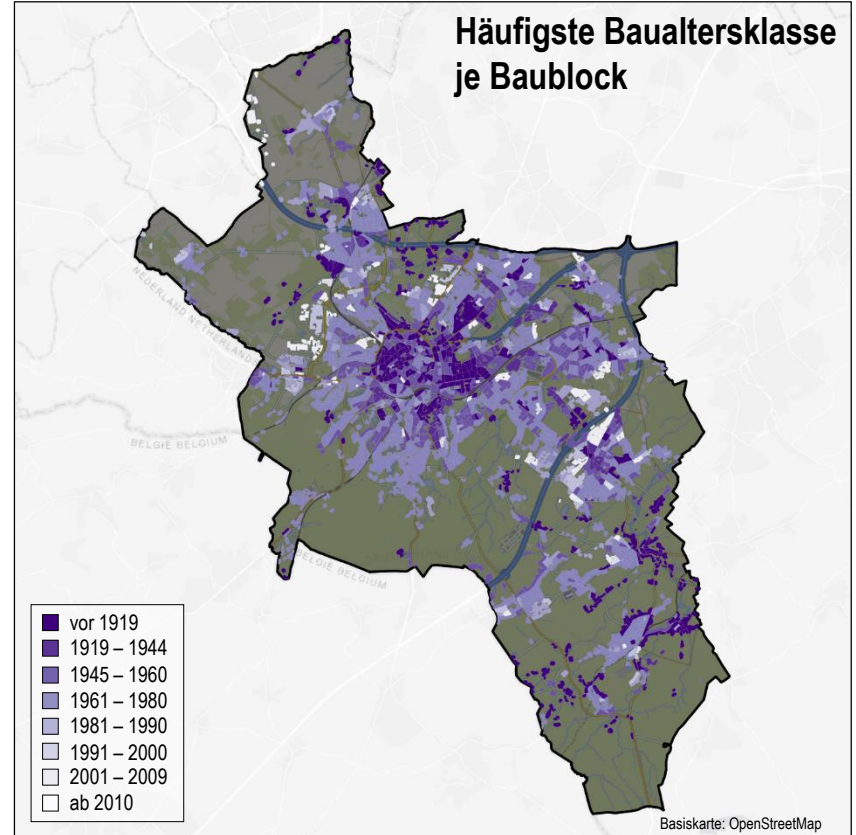 Häufigste Baualtersklasse
je Baublock
NEDERLAND NETHERLANDS
BELGIË BELGIUM
BELGIË BELGIUM
vor 1919
1919 – 1944
1945 – 1960
1961 – 1980
1981 – 1990
1991 – 2000
2001 – 2009
ab 2010
Basiskarte: OpenStreetMap